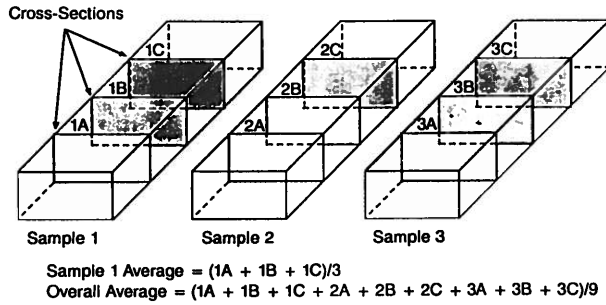 Cross-Sections
1C
1B
1A
2C
2B
2A
3C
3B
3A
Sample 1
Sample 2
Sample 3
Sample 1 Average = (1A + 1B + 1C)/3
Overall Average = (1A + 1B + 1C + 2A + 2B + 2C + 3A + 3B + 3C)/9